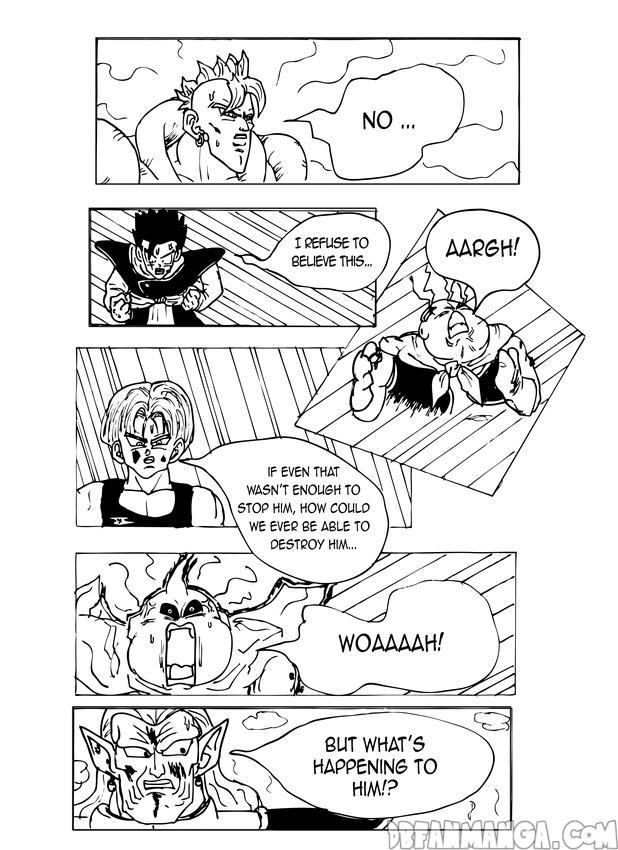 NO ...
I REFUSE TO
BELIEVE THIS...
AARGH!
IF EVEN THAT
WASN'T ENOUGH TO
STOP HIM, HOW COULD
WE EVER BE ABLE TO
DESTROY HIM...
WOAAAAH!
BUT WHAT'S
HAPPENING TO
HIM!?
DBFANMANGA.COM